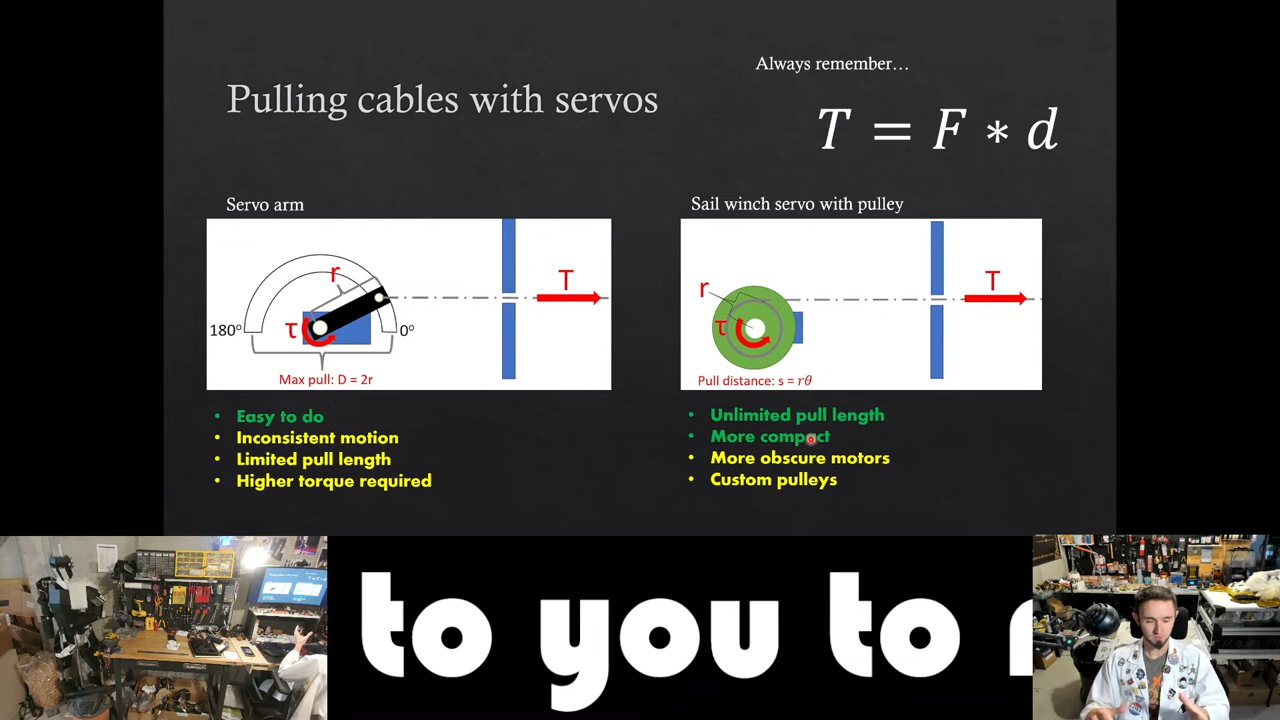 Always remember…
Pulling cables with servos
T = F * d
Servo arm
r
T
180°
τ
0°
Max pull: D = 2r
• Easy to do
• Inconsistent motion
• Limited pull length
• Higher torque required
Sail winch servo with pulley
r
T
τ
Pull distance: s = rθ
• Unlimited pull length
• More compact
• More obscure motors
• Custom pulleys
to you to